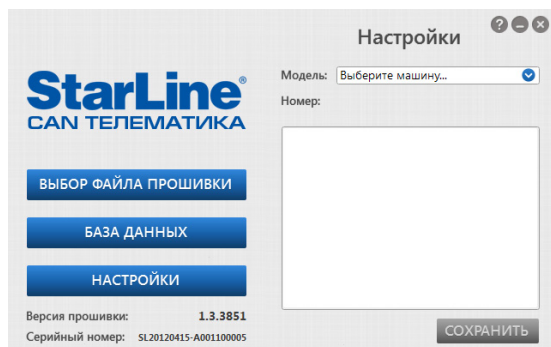 Настройки
Модель: Выберите машину...
Номер:
StarLine®
CAN ТЕЛЕМАТИКА
ВЫБОР ФАЙЛА ПРОШИВКИ
БАЗА ДАННЫХ
НАСТРОЙКИ
Версия прошивки: 1.3.3851
Серийный номер: SL20120415-A001100005
СОХРАНИТЬ